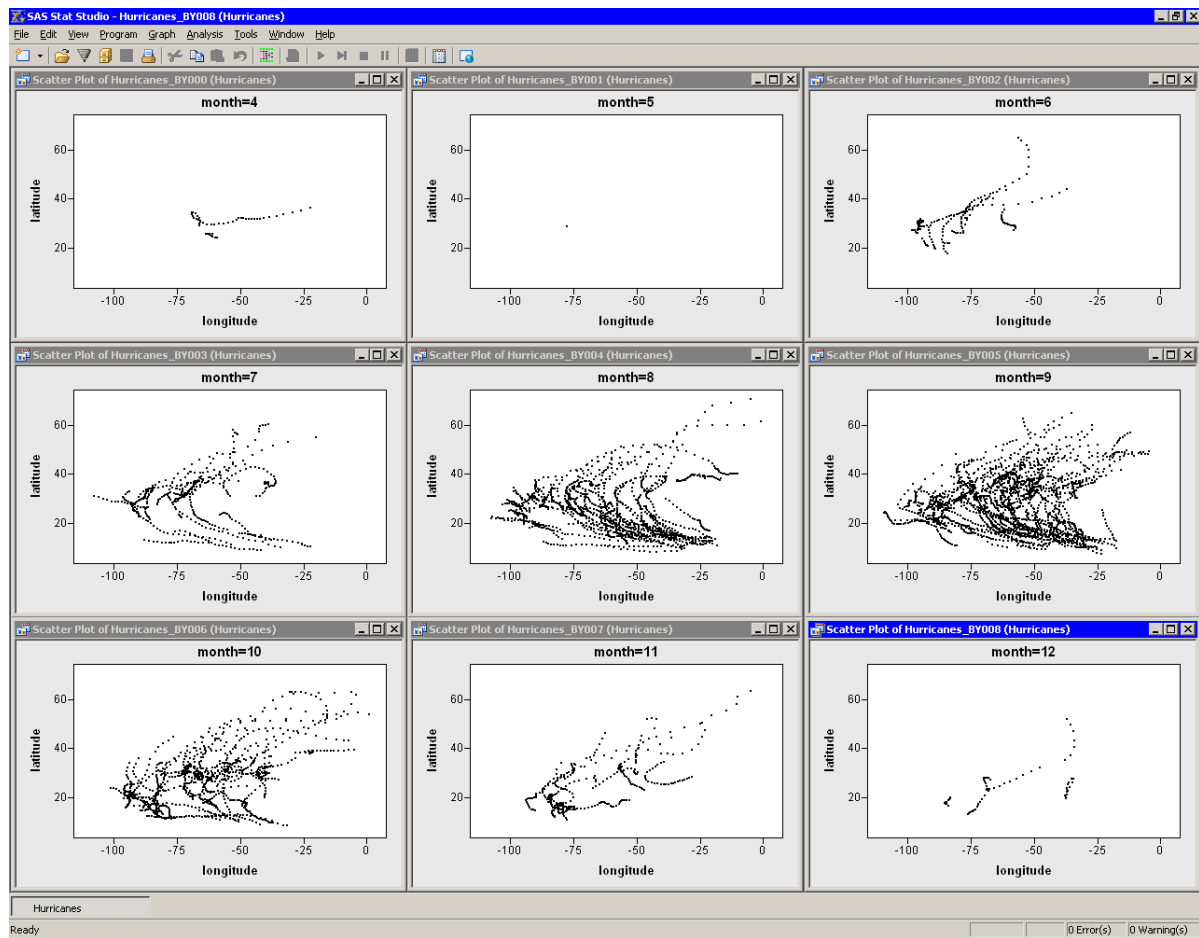 SAS Stat Studio - Hurricanes_BY008 (Hurricanes)
File Edit View Program Graph Analysis Tools Window Help
Scatter Plot of Hurricanes_BY000 (Hurricanes)
month=4
latitude
60
40
20
-100 -75 -50 -25 0
longitude
Scatter Plot of Hurricanes_BY001 (Hurricanes)
month=5
latitude
60
40
20
-100 -75 -50 -25 0
longitude
Scatter Plot of Hurricanes_BY002 (Hurricanes)
month=6
latitude
60
40
20
-100 -75 -50 -25 0
longitude
Scatter Plot of Hurricanes_BY003 (Hurricanes)
month=7
latitude
60
40
20
-100 -75 -50 -25 0
longitude
Scatter Plot of Hurricanes_BY004 (Hurricanes)
month=8
latitude
60
40
20
-100 -75 -50 -25 0
longitude
Scatter Plot of Hurricanes_BY005 (Hurricanes)
month=9
latitude
60
40
20
-100 -75 -50 -25 0
longitude
Scatter Plot of Hurricanes_BY006 (Hurricanes)
month=10
latitude
60
40
20
-100 -75 -50 -25 0
longitude
Scatter Plot of Hurricanes_BY007 (Hurricanes)
month=11
latitude
60
40
20
-100 -75 -50 -25 0
longitude
Scatter Plot of Hurricanes_BY008 (Hurricanes)
month=12
latitude
60
40
20
-100 -75 -50 -25 0
longitude
Hurricanes
Ready 0 Error(s) 0 Warning(s)